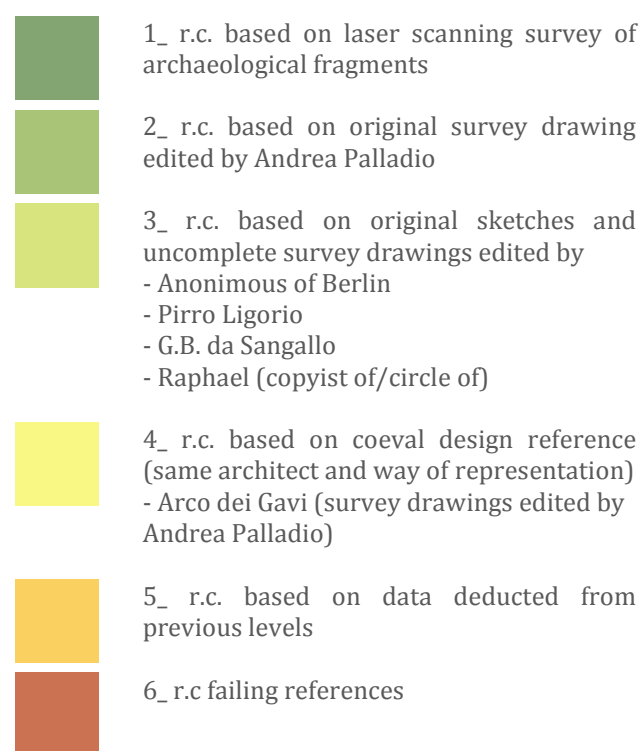 1_ r.c. based on laser scanning survey of
archaeological fragments
2_ r.c. based on original survey drawing
edited by Andrea Palladio
3_ r.c. based on original sketches and
uncomplete survey drawings edited by
- Anonimous of Berlin
- Pirro Ligorio
- G.B. da Sangallo
- Raphael (copyist of/circle of)
4_ r.c. based on coeval design reference
(same architect and way of representation)
- Arco dei Gavi (survey drawings edited by
Andrea Palladio)
5_ r.c. based on data deducted from
previous levels
6_ r.c failing references